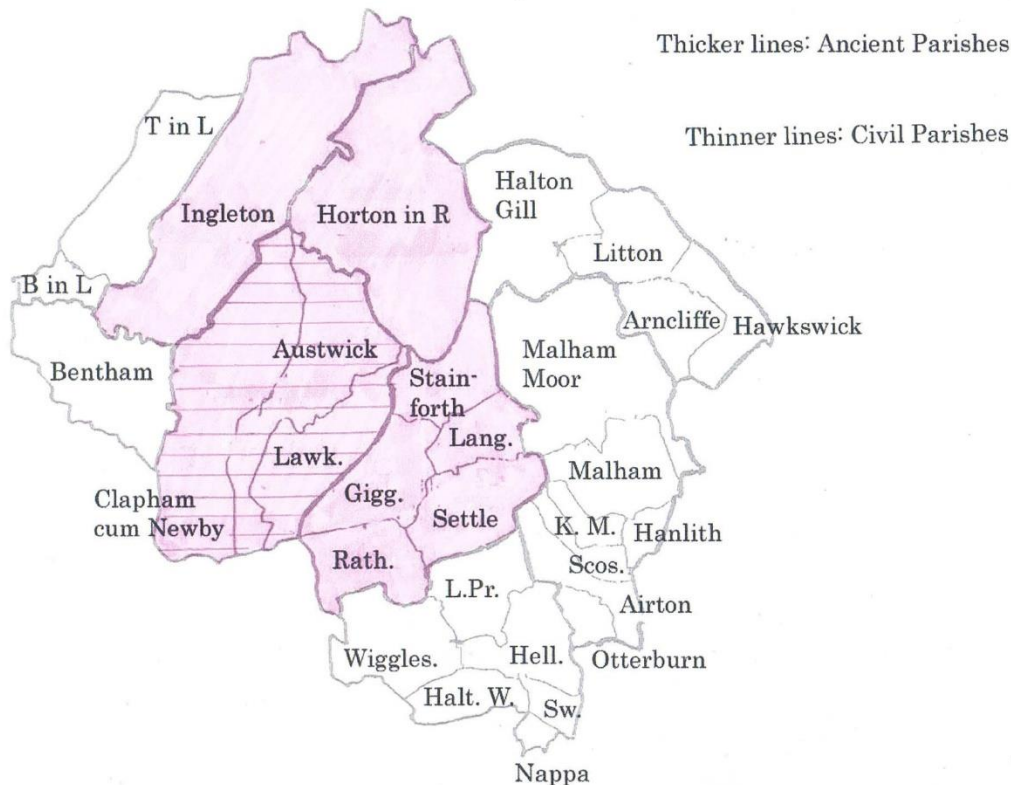 Thicker lines: Ancient Parishes
T in L
Thinner lines: Civil Parishes
Halton
Gill
Ingleton
Horton in R
Litton
B in L
Arncliffe
Hawkswick
Austwick
Malham
Moor
Bentham
Stain-
forth
Lang.
Lawk.
Malham
Gigg.
Clapham
cum Newby
Settle
K. M.
Hanlith
Rath.
Scos.
L.Pr.
Airton
Wiggles.
Hell.
Otterburn
Halt. W.
Sw.
Nappa